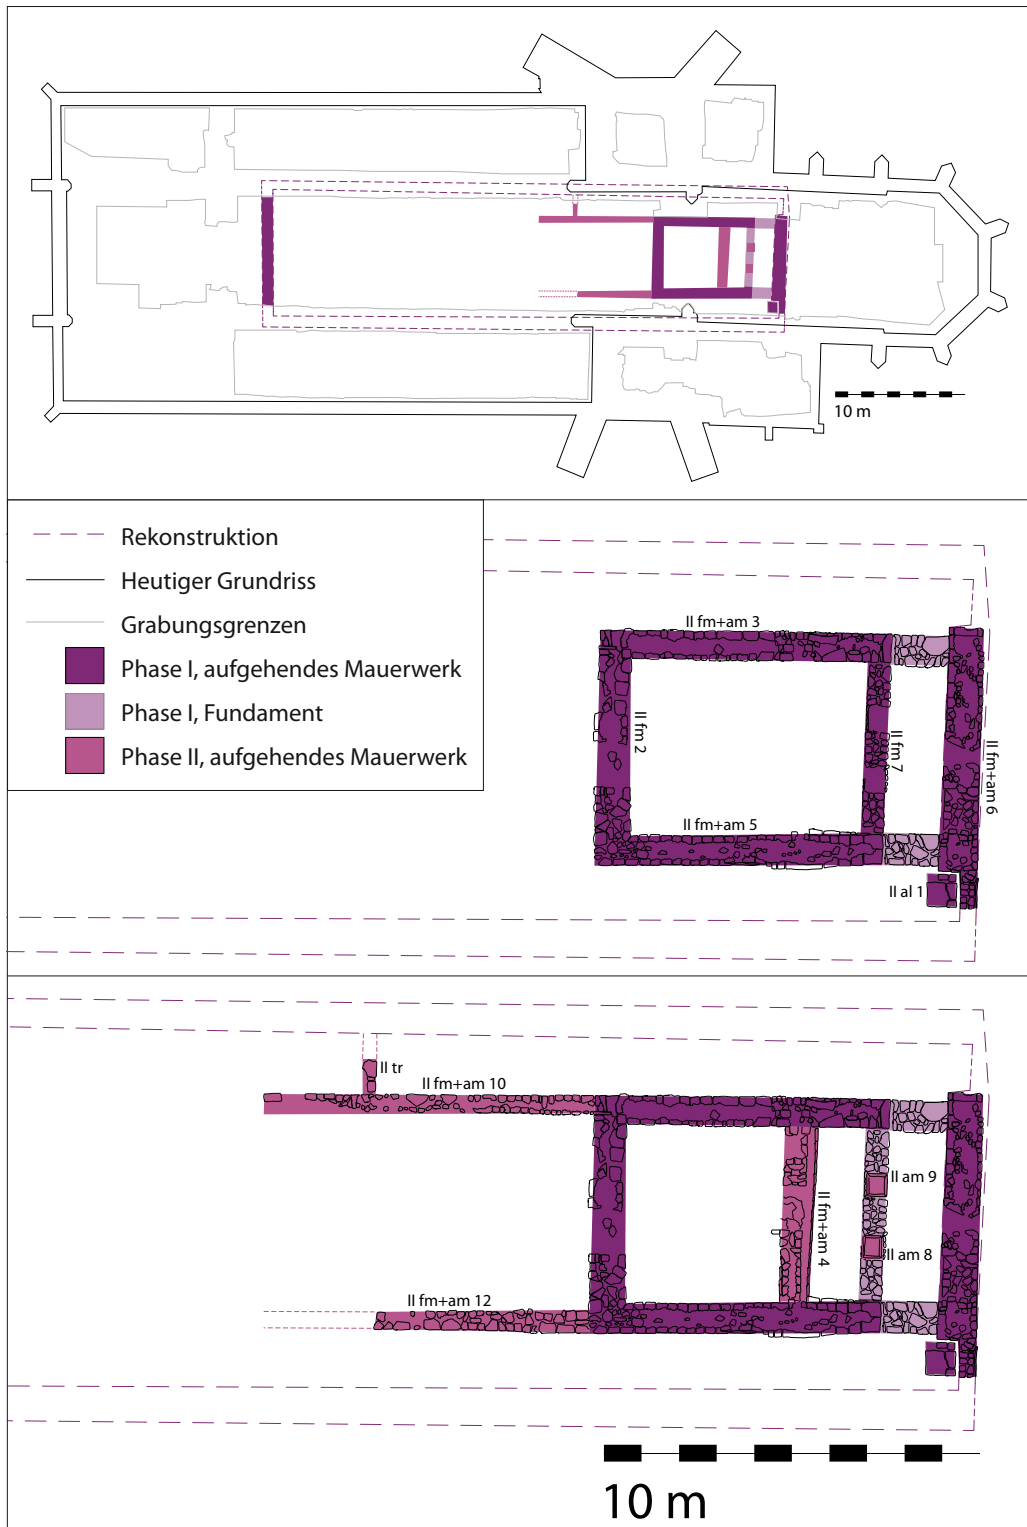 10 m
Rekonstruktion
Heutiger Grundriss
Grabungsgrenzen
Phase I, aufgehendes Mauerwerk
Phase I, Fundament
Phase II, aufgehendes Mauerwerk
II fm+am 3
II fm 2
II fm 7
II fm+am 6
II fm+am 5
II al 1
II tr
II fm+am 10
II am 9
II fm+am 4
II am 8
II fm+am 12
10 m